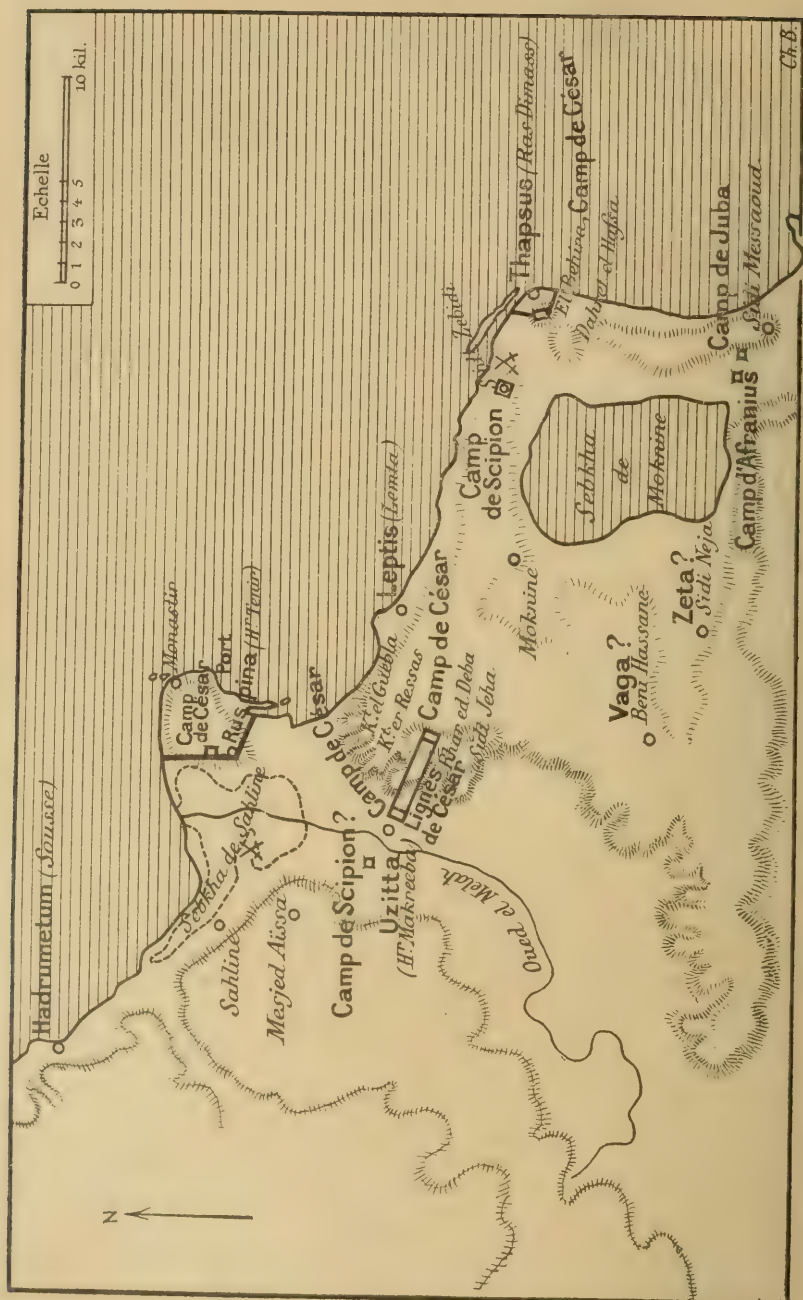 Echelle
0 1 2 3 4 5 10 kil.
N
Hadrumetum (Sousse)
Monastir
Camp
de César
Port
Ruspina (Hr Tenir)
Sebkha de Sahline
Sahline
Mesjed Aïssa
Camp de César
Kt. el Guebla
Kt. er Ressas
Leptis (Lemta)
Camp de Scipion?
Uzitta
(Hr. Makreeba)
Lignes
de César
Camp de César
Rhar ed Deba
Sidi Jeha
Oued el Melah
Camp
de Scipion
Lebidi
Thapsus (Ras Dimass)
El Behira, Camp de César
Dahret el Hafsa
Moknine
Sebkha
de
Moknine
Vaga?
Beni Hassane
Zeta?
Sidi Neja
Camp d'Afranius
Camp de Juba
Sidi Messaoud.
Ch. B.